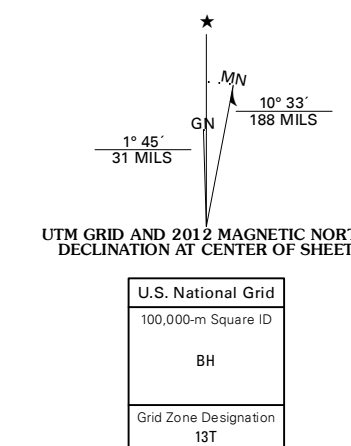 ★
MN
GN
10° 33´
188 MILS
1° 45´
31 MILS
UTM GRID AND 2012 MAGNETIC NORT
DECLINATION AT CENTER OF SHEET
U.S. National Grid
100,000-m Square ID
BH
Grid Zone Designation
13T